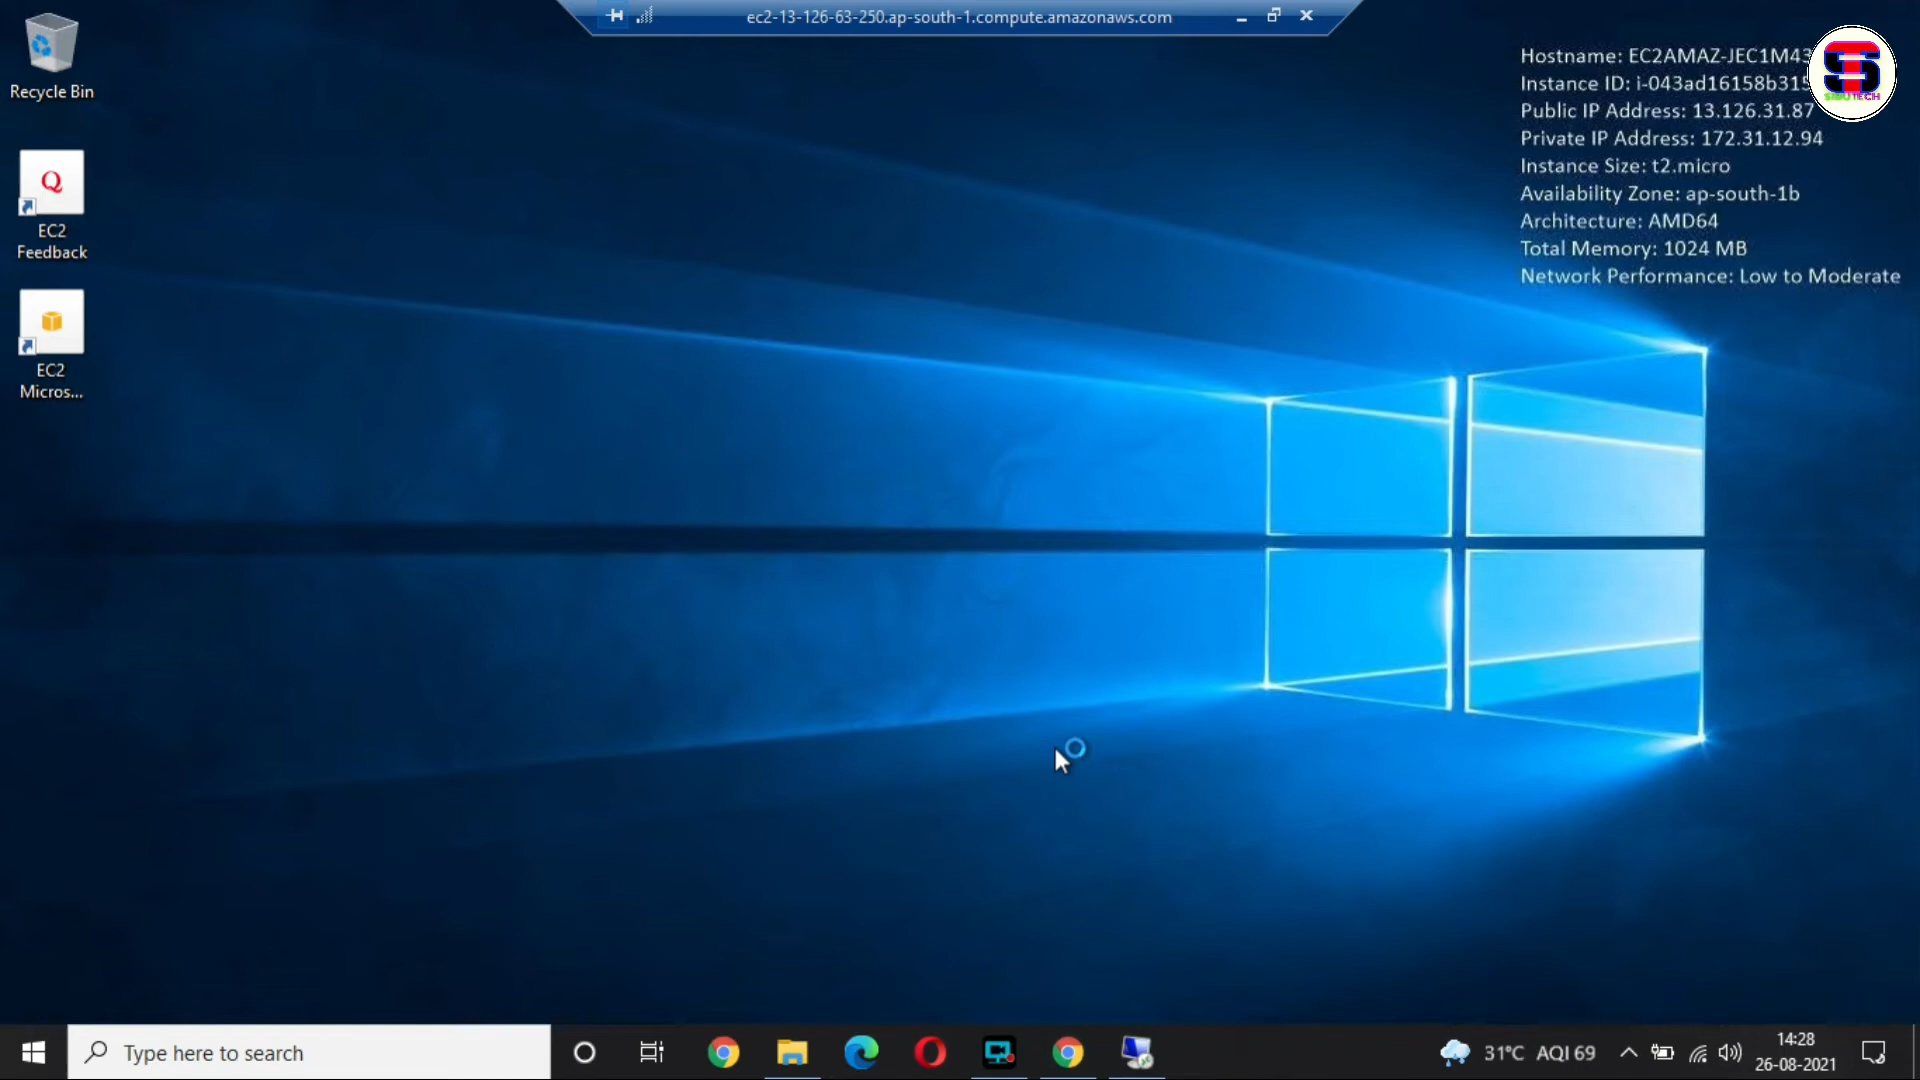 ec2-13-126-63-250.ap-south-1.compute.amazonaws.com
Recycle Bin
EC2
Feedback
EC2
Micros...
Hostname: EC2AMAZ-JEC1M43
Instance ID: i-043ad16158b315
Public IP Address: 13.126.31.87
Private IP Address: 172.31.12.94
Instance Size: t2.micro
Availability Zone: ap-south-1b
Architecture: AMD64
Total Memory: 1024 MB
Network Performance: Low to Moderate
Type here to search
31°C AQI 69
14:28
26-08-2021